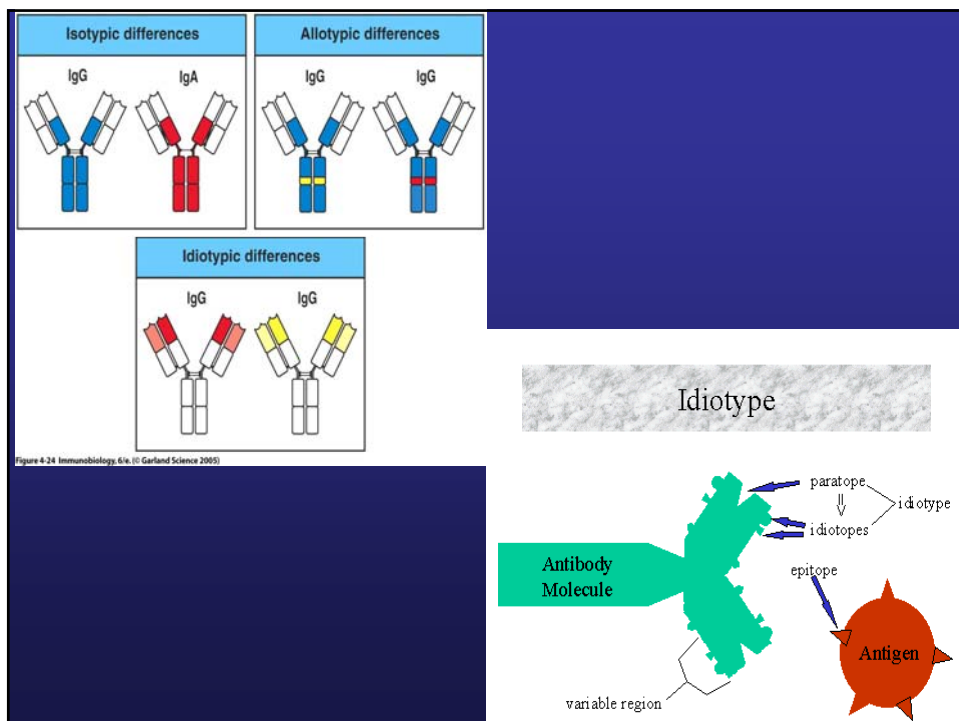 Isotypic differences
IgG IgA
Allotypic differences
IgG IgG
Idiotypic differences
IgG IgG
Figure 4-24 Immunobiology, 6/e. (© Garland Science 2005)
Idiotype
paratope
idiotype
idiotopes
epitope
Antibody
Molecule
Antigen
variable region